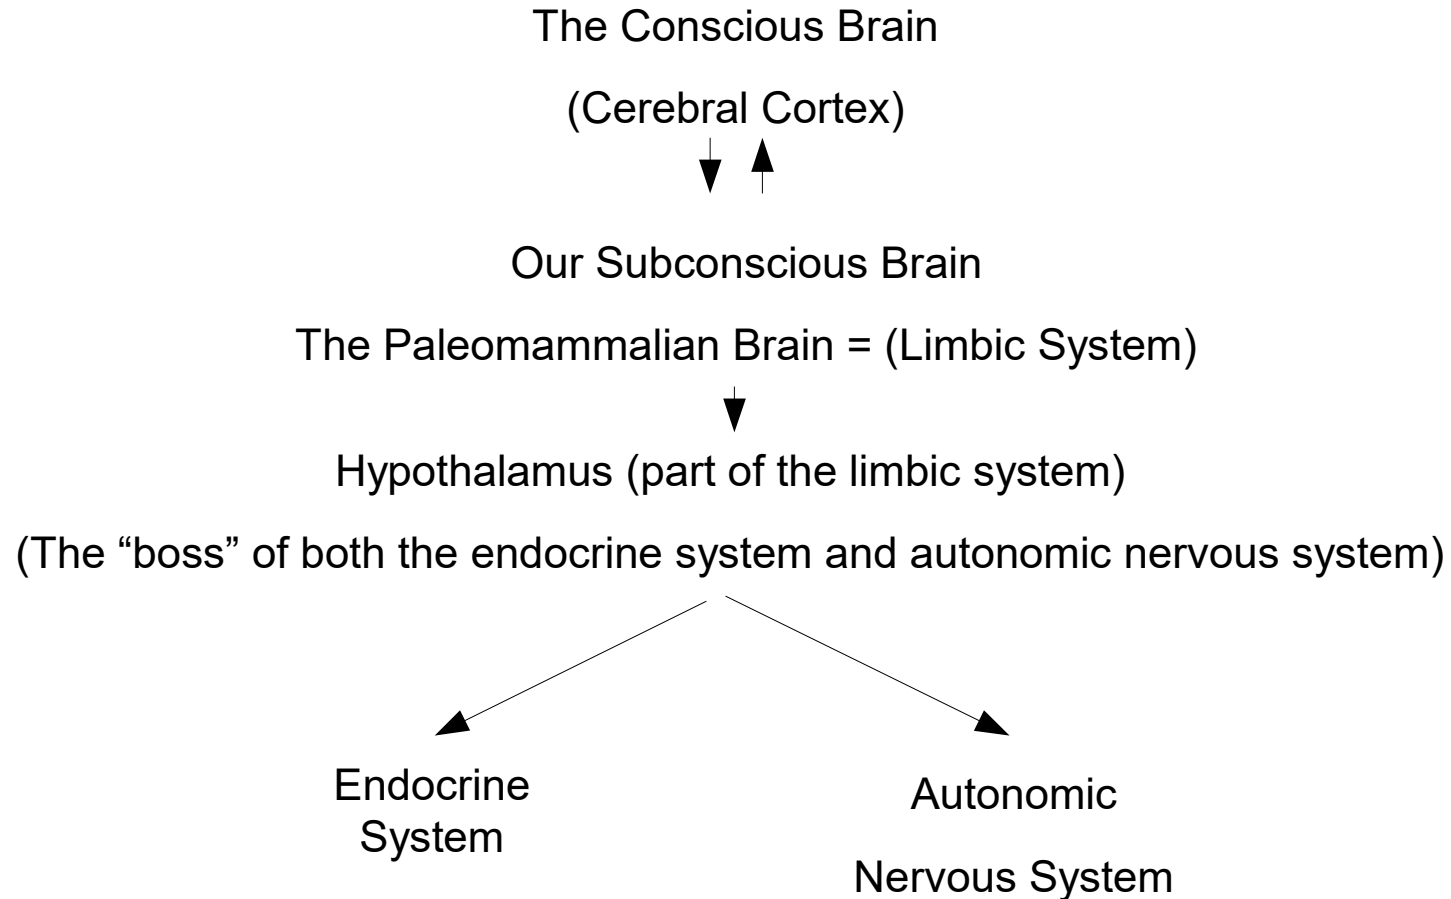 The Conscious Brain
(Cerebral Cortex)
Our Subconscious Brain
The Paleomammalian Brain = (Limbic System)
Hypothalamus (part of the limbic system)
(The “boss” of both the endocrine system and autonomic nervous system)
Endocrine
System
Autonomic
Nervous System